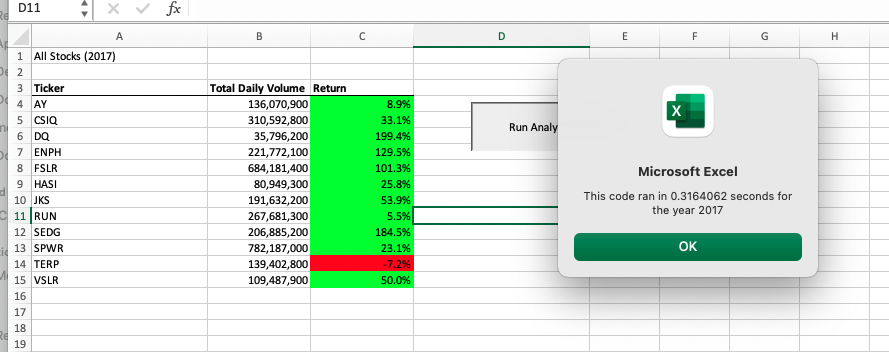 D11 fx
A B C D E F G H
1 All Stocks (2017)
2
3 Ticker Total Daily Volume Return
4 AY 136,070,900 8.9%
5 CSIQ 310,592,800 33.1%
6 DQ 35,796,200 199.4%
7 ENPH 221,772,100 129.5%
8 FSLR 684,181,400 101.3%
9 HASI 80,949,300 25.8%
10 JKS 191,632,200 53.9%
11 RUN 267,681,300 5.5%
12 SEDG 206,885,200 184.5%
13 SPWR 782,187,000 23.1%
14 TERP 139,402,800 -7.2%
15 VSLR 109,487,900 50.0%
16
17
18
19
Run Analy
X
Microsoft Excel
This code ran in 0.3164062 seconds for
the year 2017
OK